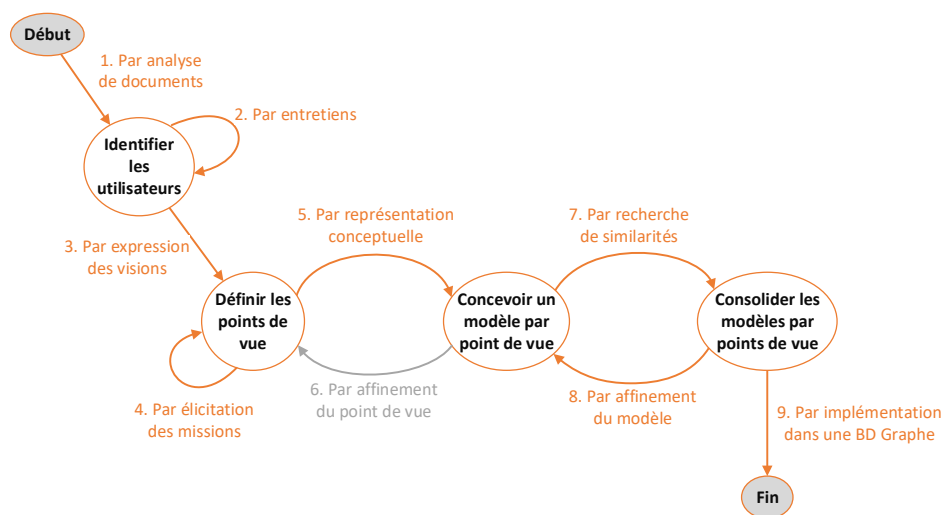 Début
1. Par analyse
de documents
2. Par entretiens
Identifier
les
utilisateurs
3. Par expression
des visions
5. Par représentation
conceptuelle
7. Par recherche
de similarités
Définir les
points de
vue
Concevoir un
modèle par
point de vue
Consolider les
modèles par
points de vue
4. Par élicitation
des missions
6. Par affinement
du point de vue
8. Par affinement
du modèle
9. Par implémentation
dans une BD Graphe
Fin